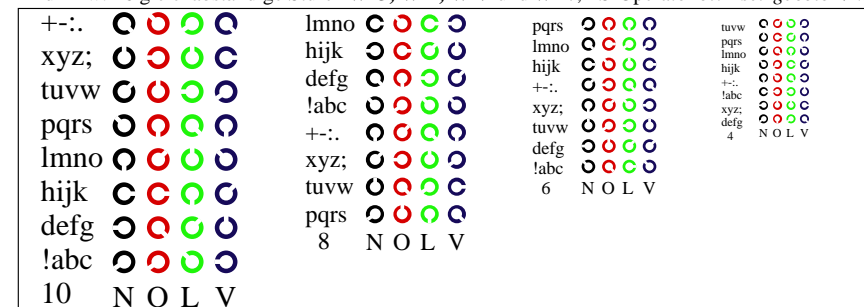 +-:.
xyz;
tuvw
pqrs
lmno
hijk
defg
!abc
10 N O L V
lmno
hijk
defg
!abc
+-:.
xyz;
tuvw
pqrs
8 N O L V
pqrs
lmno
hijk
+-:.
xyz;
tuvw
defg
!abc
6 N O L V
tuvw
pqrs
lmno
hijk
+-:.
!abc
xyz;
defg
4 N O L V